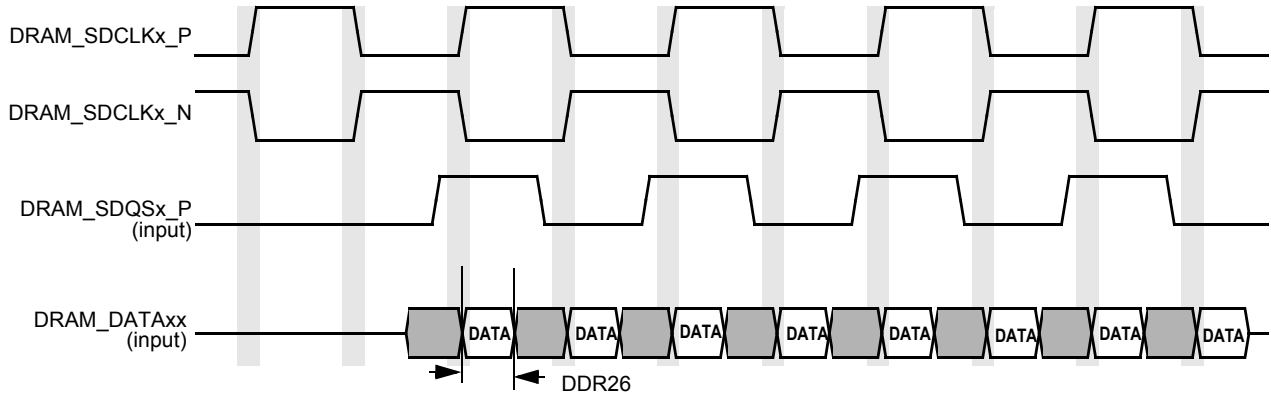 DRAM_SDCLKx_P
DRAM_SDCLKx_N
DRAM_SDQSx_P
(input)
DRAM_DATAxx
(input)
DATA DATA DATA DATA DATA DATA DATA DATA
DDR26